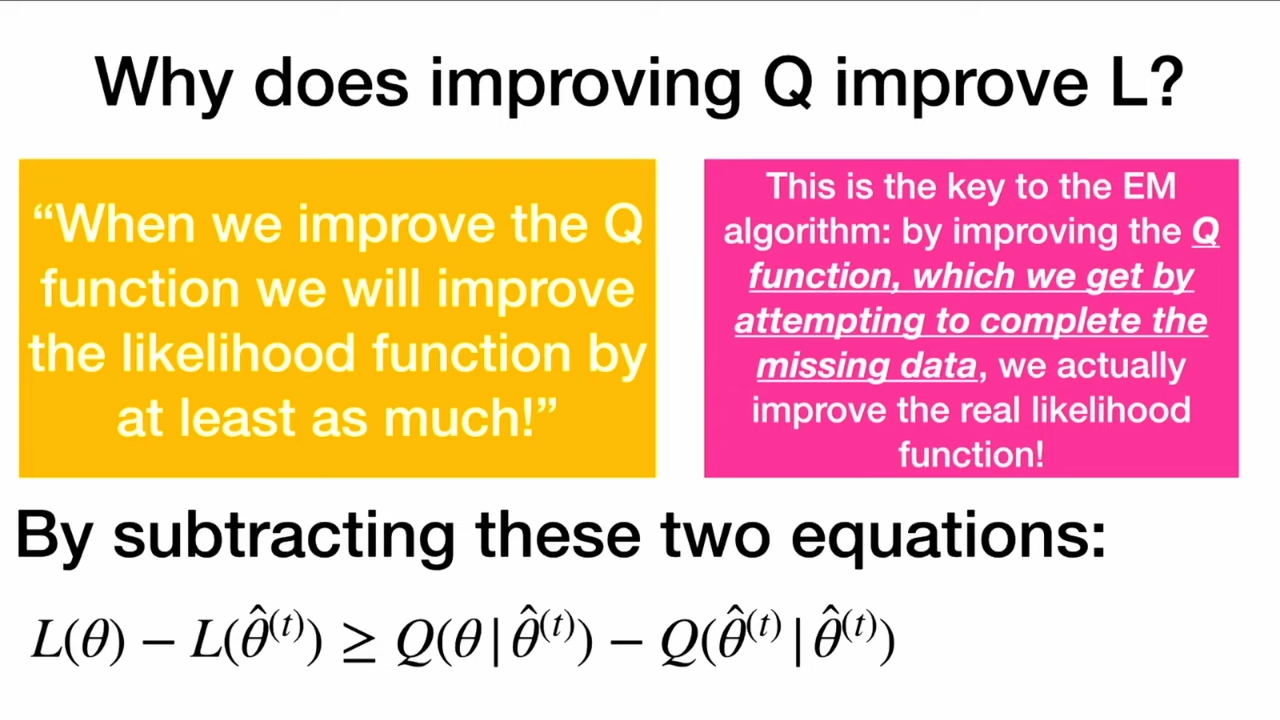 Why does improving Q improve L?
“When we improve the Q
function we will improve
the likelihood function by
at least as much!”
This is the key to the EM
algorithm: by improving the Q
function, which we get by
attempting to complete the
missing data, we actually
improve the real likelihood
function!
By subtracting these two equations:
L(θ) − L(θ̂⁽ᵗ⁾) ≥ Q(θ | θ̂⁽ᵗ⁾) − Q(θ̂⁽ᵗ⁾ | θ̂⁽ᵗ⁾)